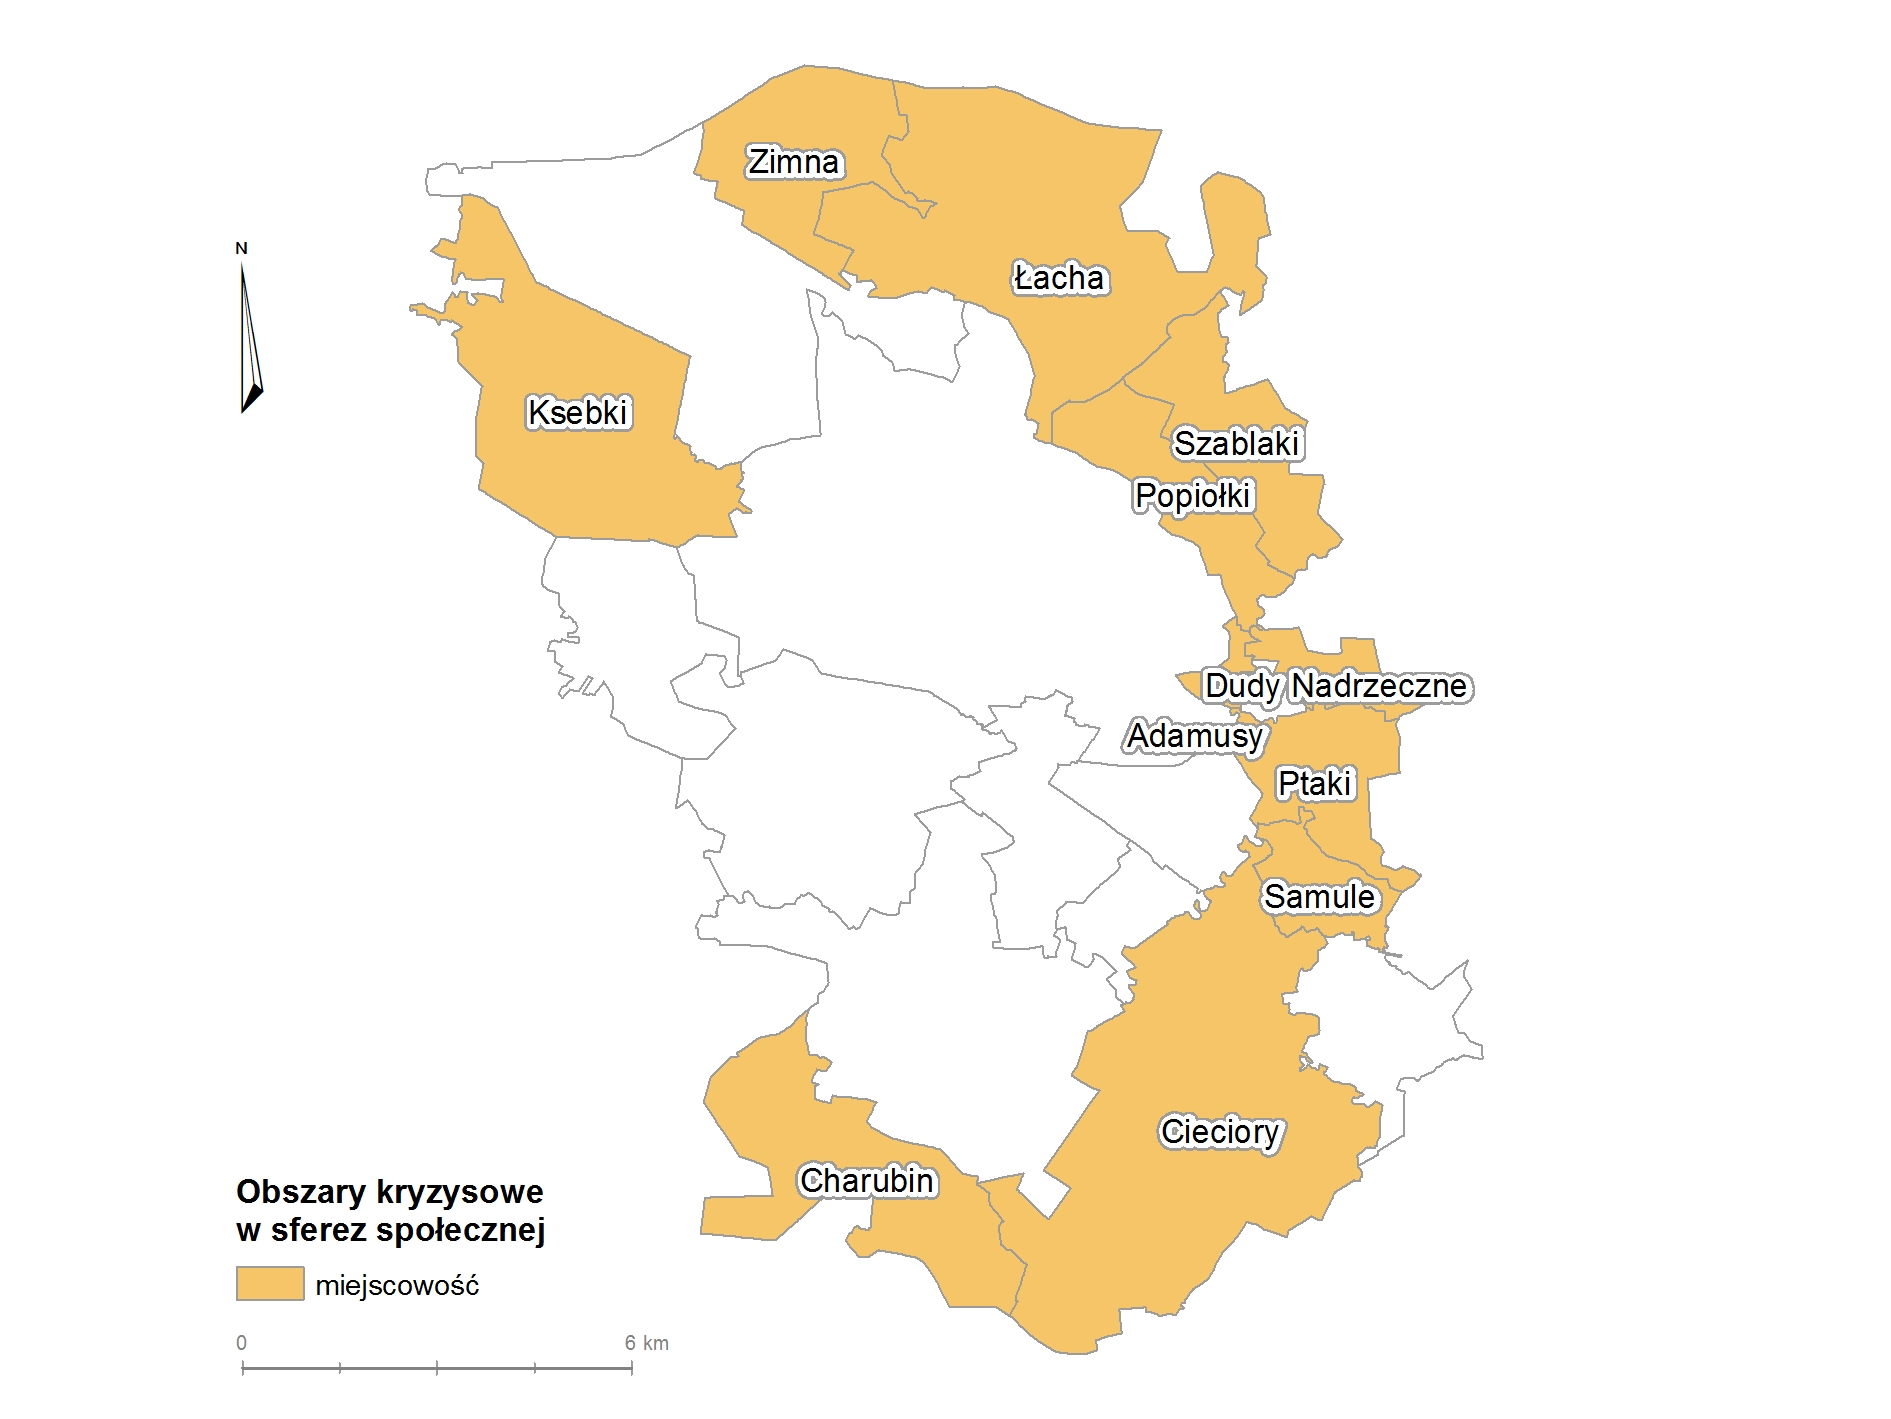 Zimna
N
Łacha
Ksebki
Szablaki
Popiołki
Dudy Nadrzeczne
Adamusy
Ptaki
Samule
Cieciory
Charubin
Obszary kryzysowe
w sferez społecznej
miejscowość
0 6 km